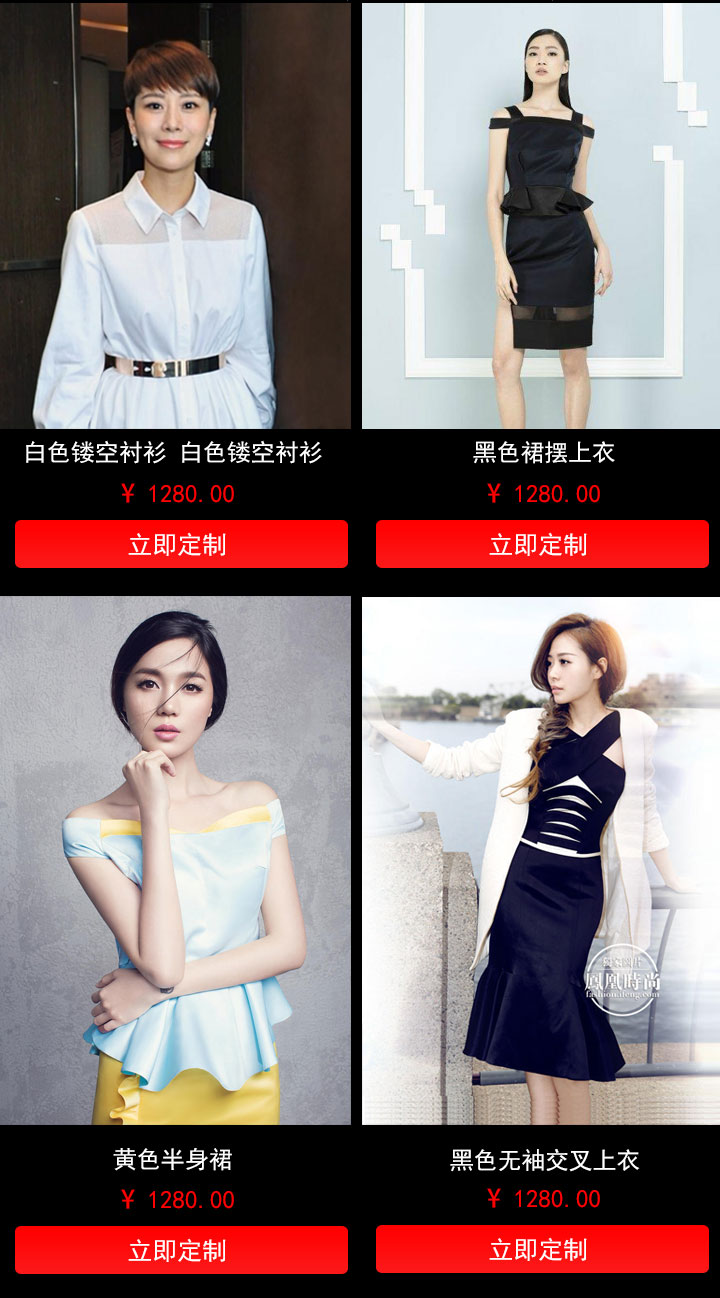 白色镂空衬衫 白色镂空衬衫
￥ 1280.00
立即定制
黑色裙摆上衣
￥ 1280.00
立即定制
鳳凰時尚
fashion.ifeng.com
黄色半身裙
￥ 1280.00
立即定制
黑色无袖交叉上衣
￥ 1280.00
立即定制